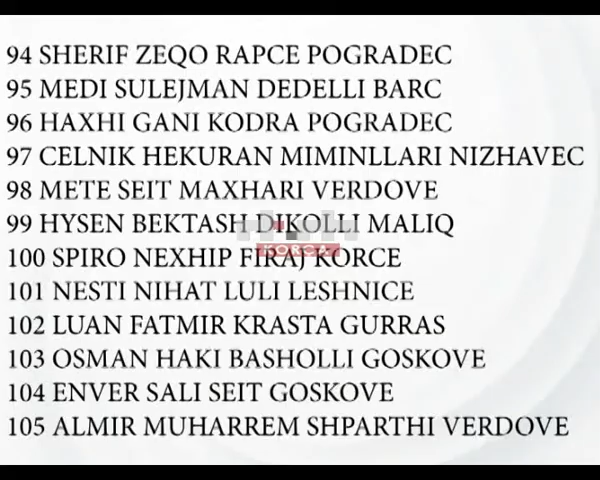 94 SHERIF ZEQO RAPCE POGRADEC
95 MEDI SULEJMAN DEDELLI BARC
96 HAXHI GANI KODRA POGRADEC
97 CELNIK HEKURAN MIMINLLARI NIZHAVEC
98 METE SEIT MAXHARI VERDOVE
99 HYSEN BEKTASH DIKOLLI MALIQ
100 SPIRO NEXHIP FIRAJ KORCE
KORCA
101 NESTI NIHAT LULI LESHNICE
102 LUAN FATMIR KRASTA GURRAS
103 OSMAN HAKI BASHOLLI GOSKOVE
104 ENVER SALI SEIT GOSKOVE
105 ALMIR MUHARREM SHPARTHI VERDOVE